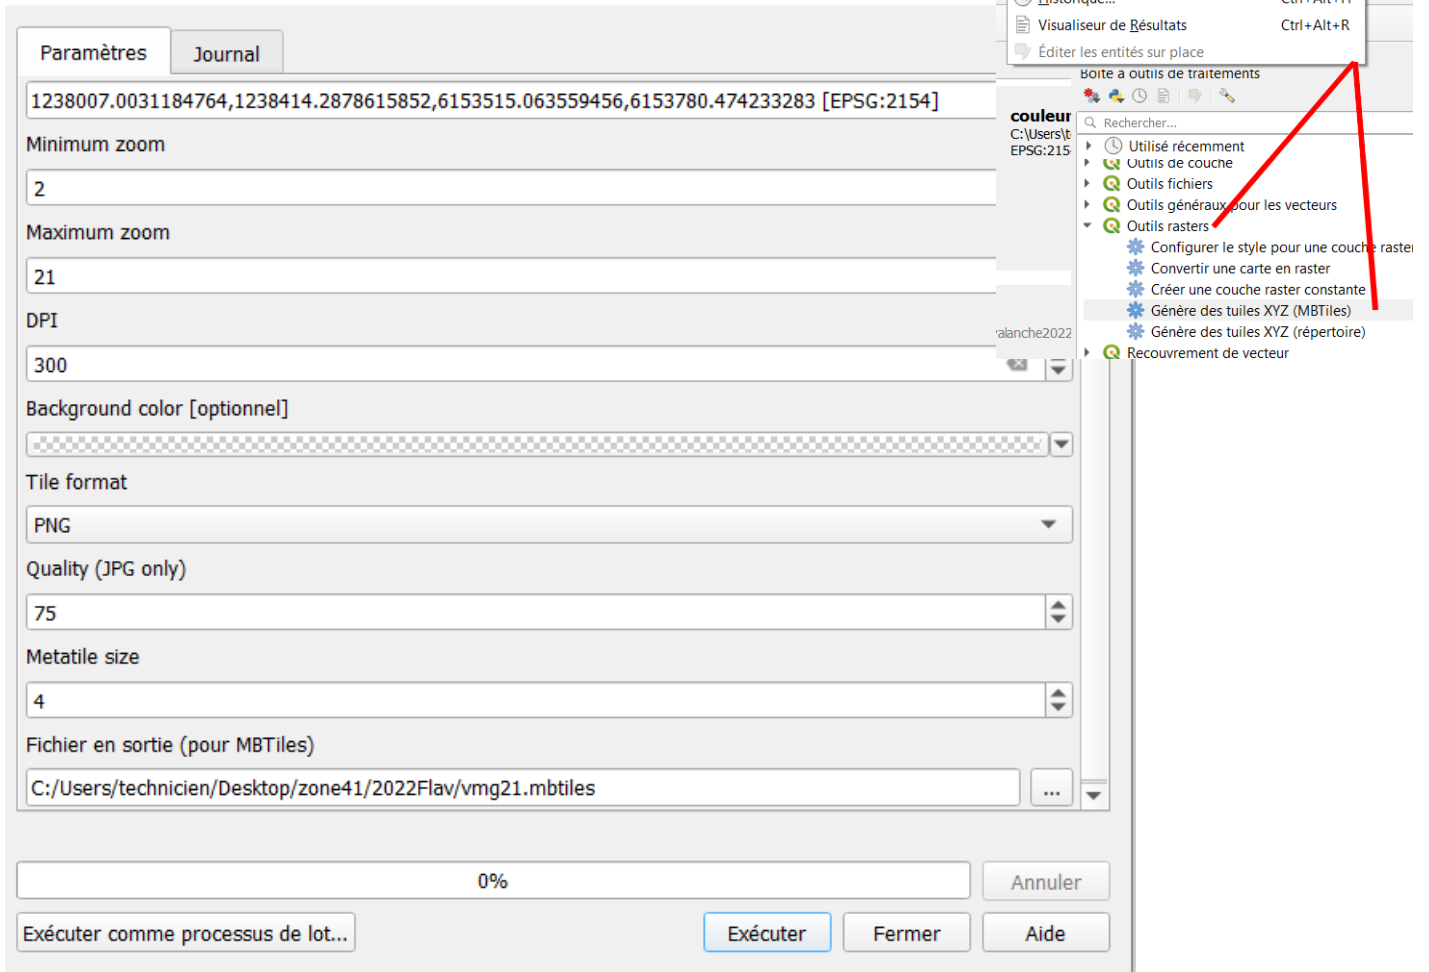 Paramètres
Journal
1238007.0031184764,1238414.2878615852,6153515.063559456,6153780.474233283 [EPSG:2154]
Minimum zoom
2
Maximum zoom
21
DPI
300
Background color [optionnel]
Tile format
PNG
Quality (JPG only)
75
Metatile size
4
Fichier en sortie (pour MBTiles)
C:/Users/technicien/Desktop/zone41/2022Flav/vmg21.mbtiles
...
0%
Annuler
Exécuter comme processus de lot...
Exécuter
Fermer
Aide
Historique... Ctrl+Alt+H
Visualiseur de Résultats Ctrl+Alt+R
Éditer les entités sur place
Boîte à outils de traitements
couleur
C:\Users\t
EPSG:215
alanche2022
Rechercher...
Utilisé récemment
Outils de couche
Outils fichiers
Outils généraux pour les vecteurs
Outils rasters
Configurer le style pour une couche raster
Convertir une carte en raster
Créer une couche raster constante
Génère des tuiles XYZ (MBTiles)
Génère des tuiles XYZ (répertoire)
Recouvrement de vecteur